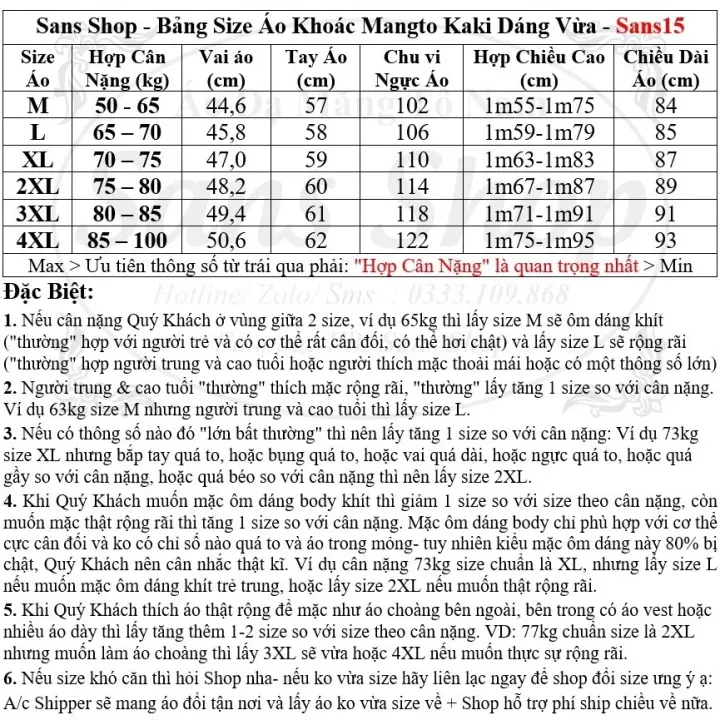 Sans Shop - Bảng Size Áo Khoác Mangto Kaki Dáng Vừa - Sans15
Size Áo Hợp Cân Nặng (kg) Vai áo (cm) Tay Áo (cm) Chu vi Ngực Áo Hợp Chiều Cao (cm) Chiều Dài Áo (cm)
M 50 - 65 44,6 57 102 1m55-1m75 84
L 65 – 70 45,8 58 106 1m59-1m79 85
XL 70 – 75 47,0 59 110 1m63-1m83 87
2XL 75 – 80 48,2 60 114 1m67-1m87 89
3XL 80 – 85 49,4 61 118 1m71-1m91 91
4XL 85 – 100 50,6 62 122 1m75-1m95 93
Max > Ưu tiên thông số từ trái qua phải: "Hợp Cân Nặng" là quan trọng nhất > Min
Áo Dạ Măng Tô Nam
Sans Shop
Hotline/ Zalo/ Sms : 0333.109.868
Đặc Biệt:
1. Nếu cân nặng Quý Khách ở vùng giữa 2 size, ví dụ 65kg thì lấy size M sẽ ôm dáng khít
("thường" hợp với người trẻ và có cơ thể rất cân đối, có thể hơi chật) và lấy size L sẽ rộng rãi
("thường" hợp người trung và cao tuổi hoặc người thích mặc thoải mái hoặc có một thông số lớn)
2. Người trung & cao tuổi "thường" thích mặc rộng rãi, "thường" lấy tăng 1 size so với cân nặng.
Ví dụ 63kg size M nhưng người trung và cao tuổi thì lấy size L.
3. Nếu có thông số nào đó "lớn bất thường" thì nên lấy tăng 1 size so với cân nặng: Ví dụ 73kg
size XL nhưng bắp tay quá to, hoặc bụng quá to, hoặc vai quá dài, hoặc ngực quá to, hoặc quá
gầy so với cân nặng, hoặc quá béo so với cân nặng thì nên lấy size 2XL.
4. Khi Quý Khách muốn mặc ôm dáng body khít thì giảm 1 size so với size theo cân nặng, còn
muốn mặc thật rộng rãi thì tăng 1 size so với cân nặng. Mặc ôm dáng body chỉ phù hợp với cơ thể
cực cân đối và ko có chỉ số nào quá to và áo trong mỏng- tuy nhiên kiểu mặc ôm dáng này 80% bị
chật, Quý Khách nên cân nhắc thật kĩ. Ví dụ cân nặng 73kg size chuẩn là XL, nhưng lấy size L
nếu muốn mặc ôm dáng khít trẻ trung, hoặc lấy size 2XL nếu muốn thật rộng rãi.
5. Khi Quý Khách thích áo thật rộng để mặc như áo choàng bên ngoài, bên trong có áo vest hoặc
nhiều áo dày thì lấy tăng thêm 1-2 size so với size theo cân nặng. VD: 77kg chuẩn size là 2XL
nhưng muốn làm áo choàng thì lấy 3XL sẽ vừa hoặc 4XL nếu muốn thực sự rộng rãi.
6. Nếu size khó căn thì hỏi Shop nha- nếu ko vừa size hãy liên lạc ngay để shop đổi size ưng ý ạ:
A/c Shipper sẽ mang áo đổi tận nơi và lấy áo ko vừa size về + Shop hỗ trợ phí ship chiều về nữa.